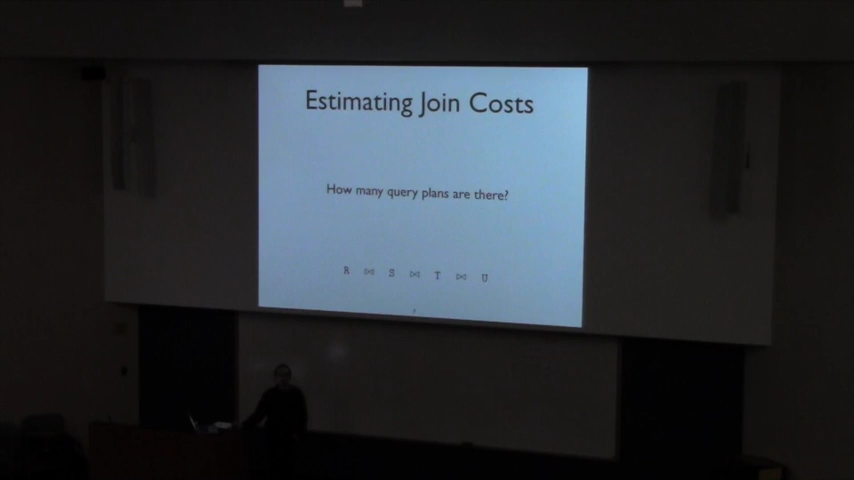 Estimating Join Costs
How many query plans are there?
R ⋈ S ⋈ T ⋈ U